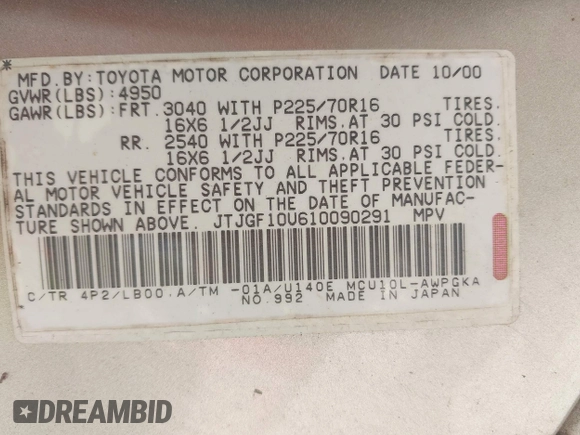 * MFD.BY:TOYOTA MOTOR CORPORATION DATE 10/00
GVWR(LBS):4950
GAWR(LBS):FRT. 3040 WITH P225/70R16 TIRES.
16X6 1/2JJ RIMS.AT 30 PSI COLD.
RR. 2540 WITH P225/70R16 TIRES.
16X6 1/2JJ RIMS.AT 30 PSI COLD.
THIS VEHICLE CONFORMS TO ALL APPLICABLE FEDER-
AL MOTOR VEHICLE SAFETY AND THEFT PREVENTION
STANDARDS IN EFFECT ON THE DATE OF MANUFAC-
TURE SHOWN ABOVE. JTJGF10U610090291 MPV
C/TR 4P2/LB00.A/TM -01A/U140E MCU10L-AWPGKA
NO.992 MADE IN JAPAN
DREAMBID